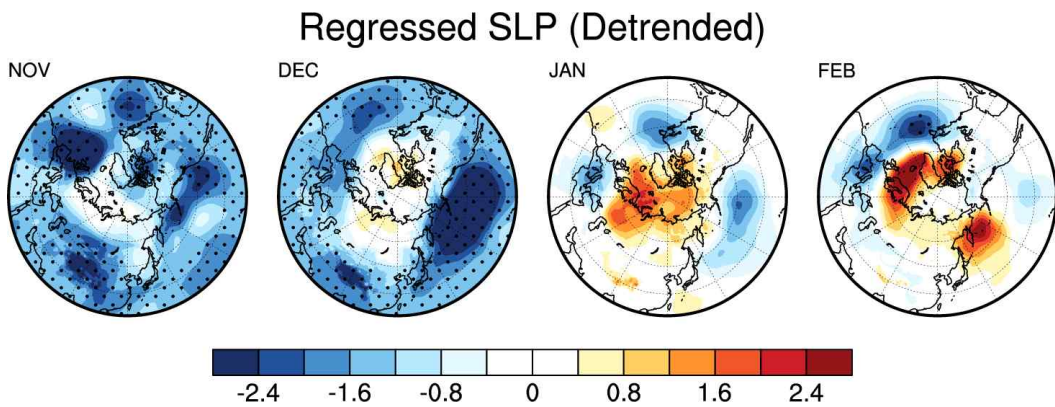 Regressed SLP (Detrended)
NOV DEC JAN FEB
-2.4 -1.6 -0.8 0 0.8 1.6 2.4